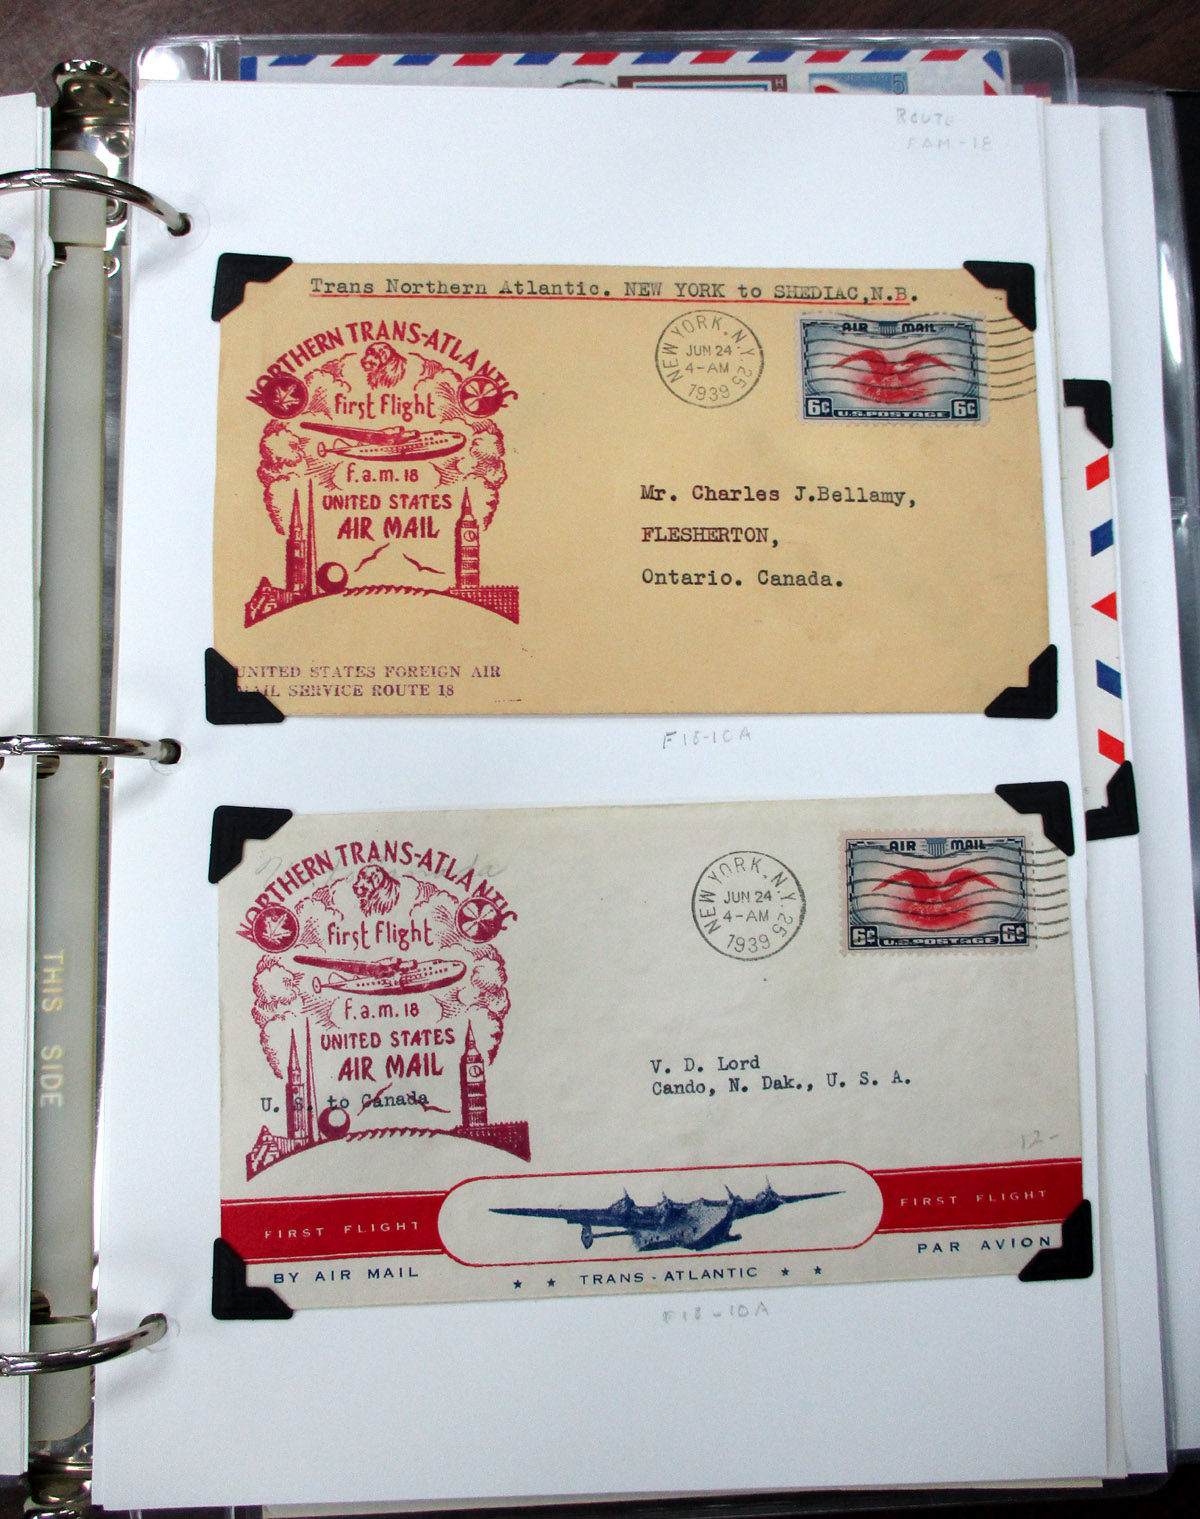 ROUTE
FAM-18
Trans Northern Atlantic. NEW YORK to SHEDIAC,N.B.
NORTHERN TRANS-ATLANTIC
first flight
f.a.m. 18
UNITED STATES
AIR MAIL
NEW YORK, N.Y. 25
JUN 24
4-AM
1939
AIR MAIL
6¢ U.S. POSTAGE 6¢
Mr. Charles J.Bellamy,
FLESHERTON,
Ontario. Canada.
UNITED STATES FOREIGN AIR
MAIL SERVICE ROUTE 18
F18-10A
NORTHERN TRANS-ATLANTIC
first flight
f.a.m. 18
UNITED STATES
AIR MAIL
U. S. to Canada
NEW YORK, N.Y. 25
JUN 24
4-AM
1939
AIR MAIL
6¢ U.S. POSTAGE 6¢
V. D. Lord
Cando, N. Dak., U. S. A.
12-
FIRST FLIGHT
FIRST FLIGHT
BY AIR MAIL
★ ★ TRANS-ATLANTIC ★ ★
PAR AVION
F18-10A
THIS SIDE
5